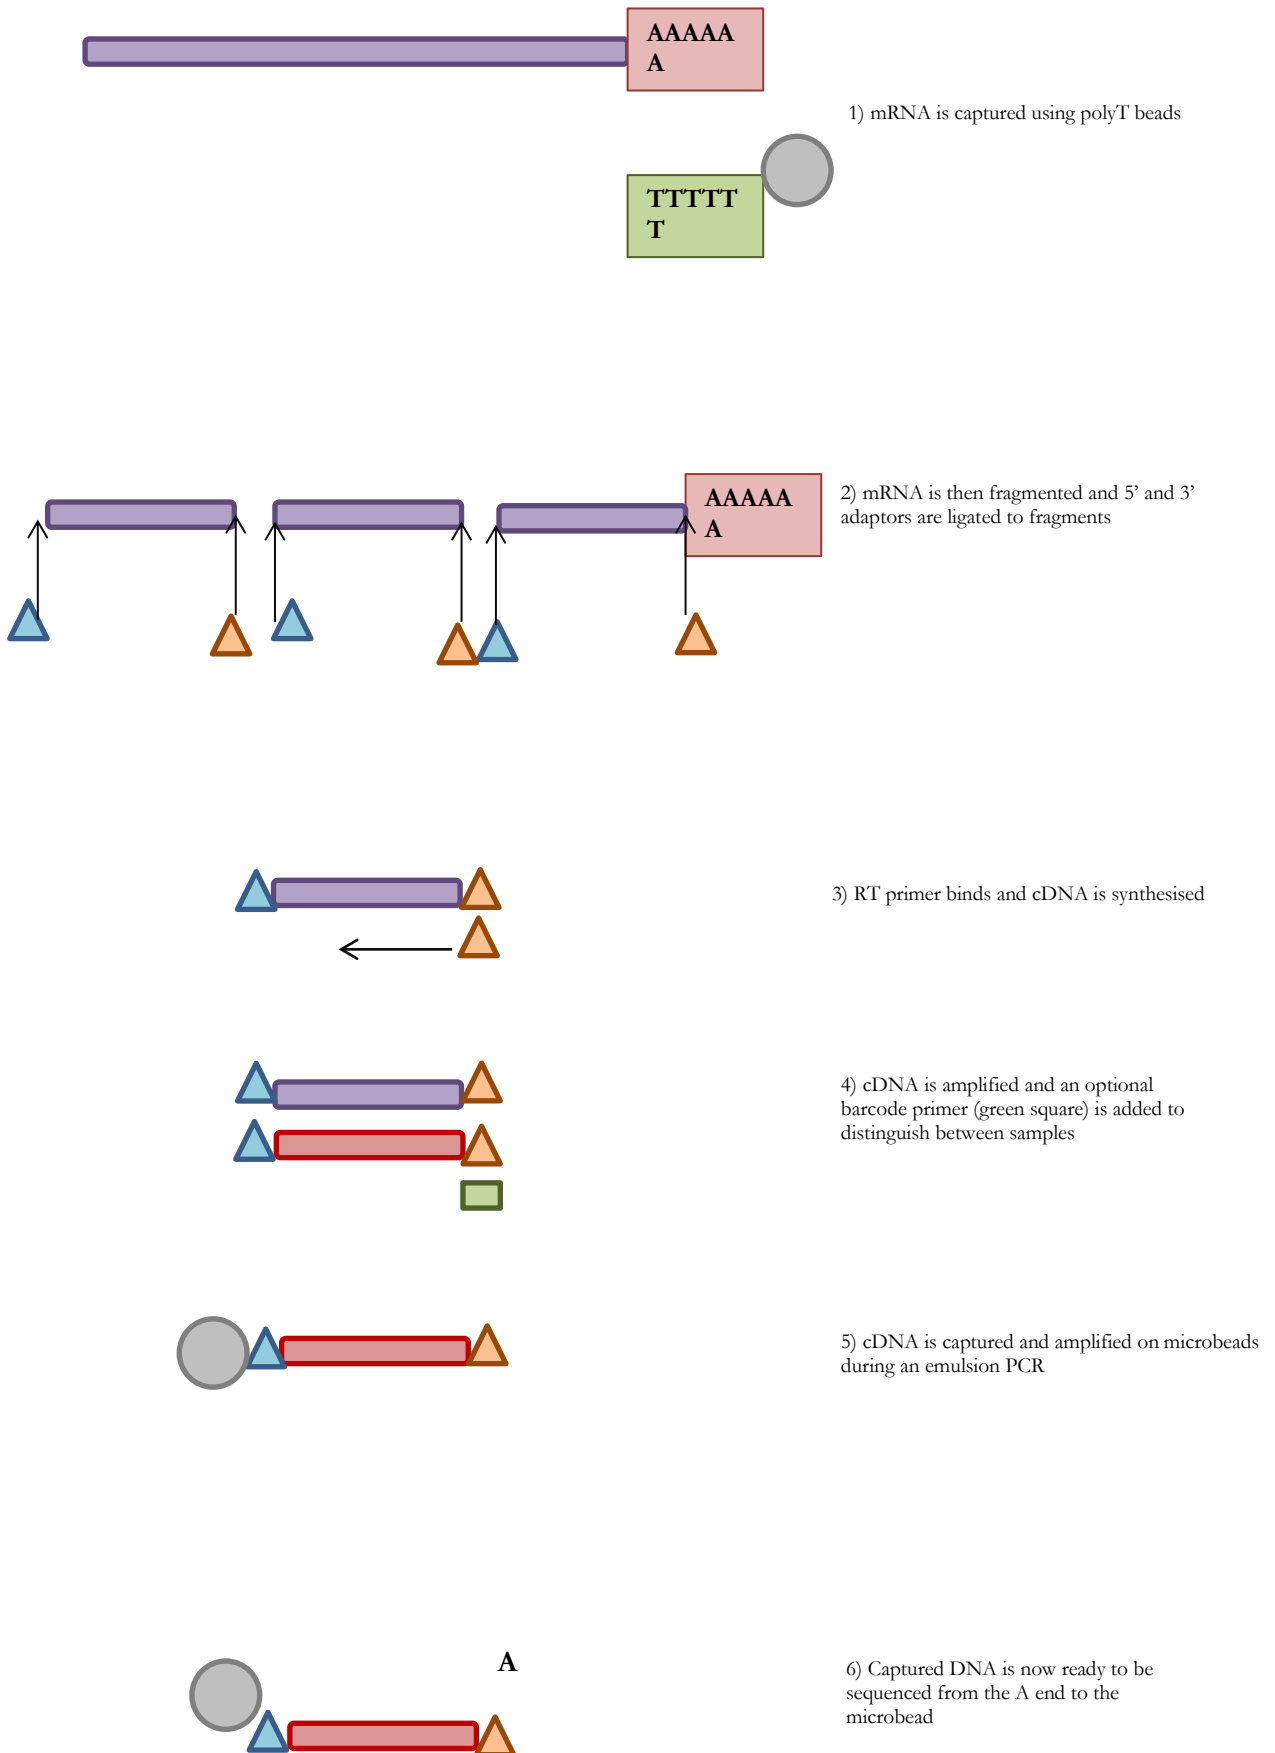 AAAAA
A
1) mRNA is captured using polyT beads
TTTTT
T
AAAAA
A
2) mRNA is then fragmented and 5’ and 3’
adaptors are ligated to fragments
3) RT primer binds and cDNA is synthesised
4) cDNA is amplified and an optional
barcode primer (green square) is added to
distinguish between samples
5) cDNA is captured and amplified on microbeads
during an emulsion PCR
A
6) Captured DNA is now ready to be
sequenced from the A end to the
microbead